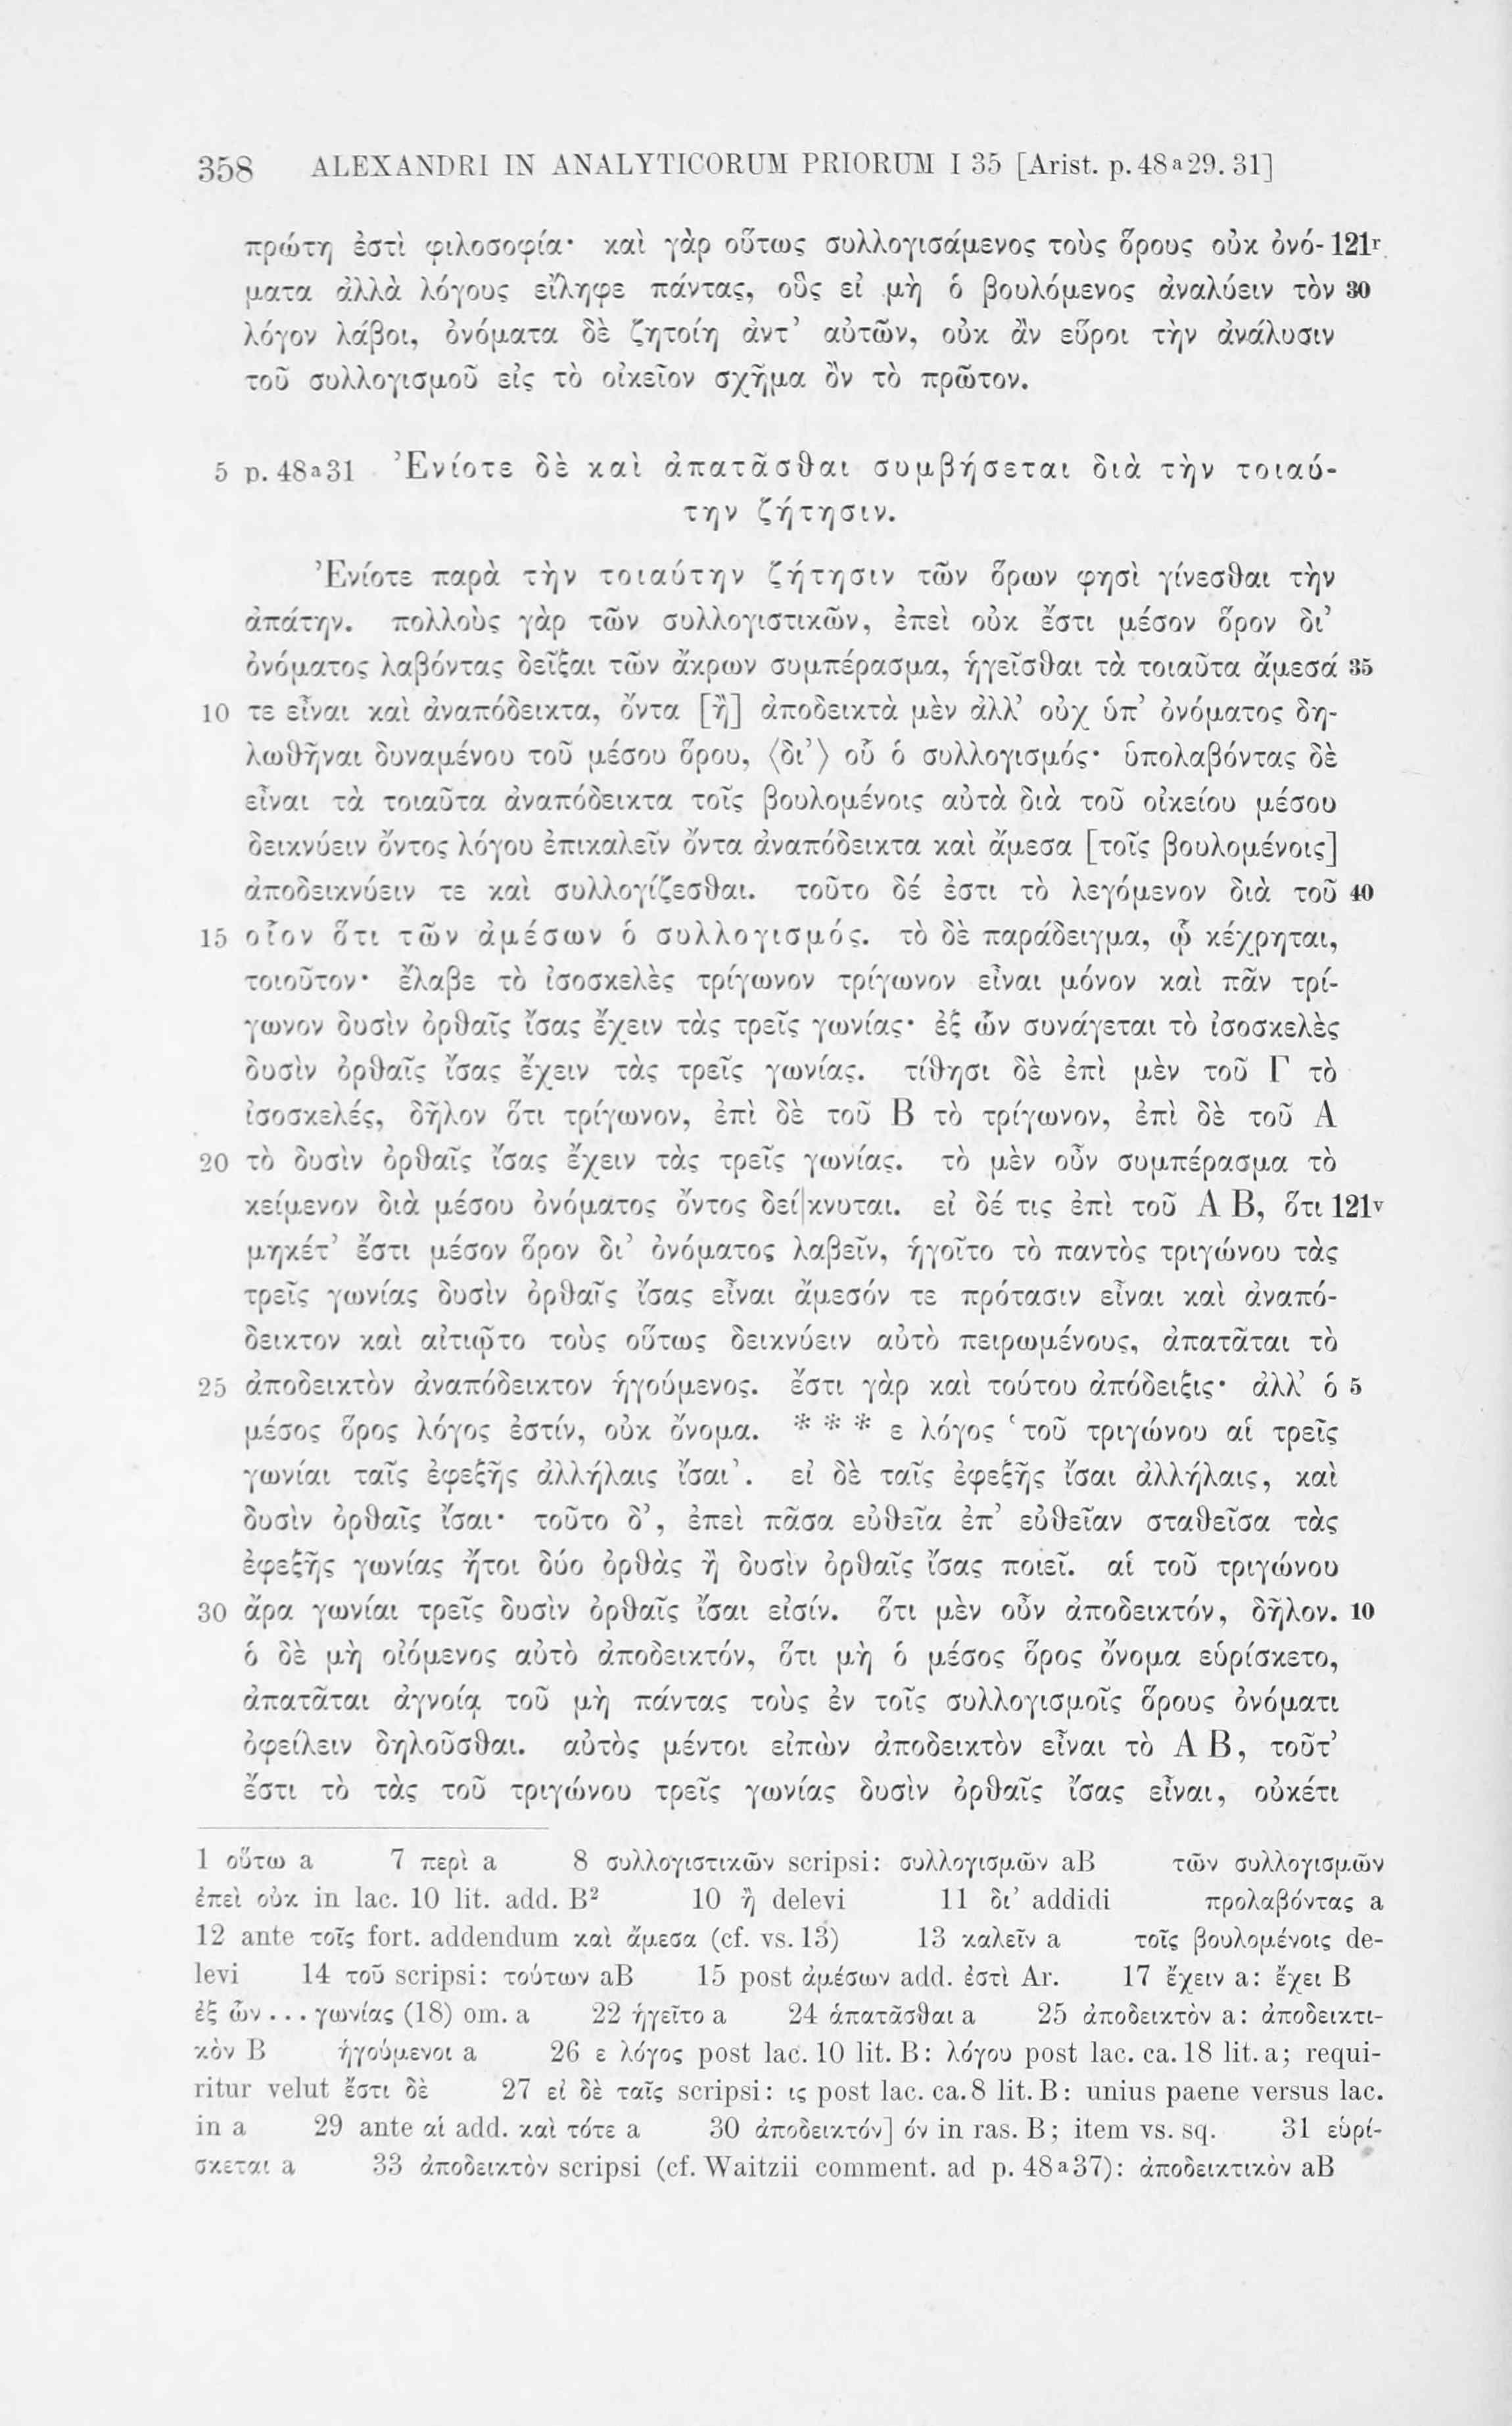 358 ALEXANDRI IN ANALYTICORUM PRIORUM I 35 [Arist. p. 48a29. 31]
πρώτη ἐστὶ φιλοσοφία· καὶ γὰρ οὕτως συλλογισάμενος τοὺς ὅρους οὐκ ὀνό- 121r
ματα ἀλλὰ λόγους εἴληφε πάντας, οὓς εἰ μὴ ὁ βουλόμενος ἀναλύειν τὸν 30
λόγον λάβοι, ὀνόματα δὲ ζητοίη ἀντ’ αὐτῶν, οὐκ ἂν εὕροι τὴν ἀνάλυσιν
τοῦ συλλογισμοῦ εἰς τὸ οἰκεῖον σχῆμα ὂν τὸ πρῶτον.
5 p. 48a31 Ἐνίοτε δὲ καὶ ἀπατᾶσθαι συμβήσεται διὰ τὴν τοιαύ-
την ζήτησιν.
Ἐνίοτε παρὰ τὴν τοιαύτην ζήτησιν τῶν ὅρων φησὶ γίνεσθαι τὴν
ἀπάτην. πολλοὺς γὰρ τῶν συλλογιστικῶν, ἐπεὶ οὐκ ἔστι μέσον ὅρον δι’
ὀνόματος λαβόντας δεῖξαι τῶν ἄκρων συμπέρασμα, ἡγεῖσθαι τὰ τοιαῦτα ἄμεσά 35
10 τε εἶναι καὶ ἀναπόδεικτα, ὄντα [ἢ] ἀποδεικτὰ μὲν ἀλλ’ οὐχ ὑπ’ ὀνόματος δη-
λωθῆναι δυναμένου τοῦ μέσου ὅρου, ⟨δι’⟩ οὗ ὁ συλλογισμός· ὑπολαβόντας δὲ
εἶναι τὰ τοιαῦτα ἀναπόδεικτα τοῖς βουλομένοις αὐτὰ διὰ τοῦ οἰκείου μέσου
δεικνύειν ὄντος λόγου ἐπικαλεῖν ὄντα ἀναπόδεικτα καὶ ἄμεσα [τοῖς βουλομένοις]
ἀποδεικνύειν τε καὶ συλλογίζεσθαι. τοῦτο δέ ἐστι τὸ λεγόμενον διὰ τοῦ 40
15 οἷον ὅτι τῶν ἀμέσων ὁ συλλογισμός. τὸ δὲ παράδειγμα, ᾧ κέχρηται,
τοιοῦτον· ἔλαβε τὸ ἰσοσκελὲς τρίγωνον τρίγωνον εἶναι μόνον καὶ πᾶν τρί-
γωνον δυσὶν ὀρθαῖς ἴσας ἔχειν τὰς τρεῖς γωνίας· ἐξ ὧν συνάγεται τὸ ἰσοσκελὲς
δυσὶν ὀρθαῖς ἴσας ἔχειν τὰς τρεῖς γωνίας. τίθησι δὲ ἐπὶ μὲν τοῦ Γ τὸ
ἰσοσκελές, δῆλον ὅτι τρίγωνον, ἐπὶ δὲ τοῦ Β τὸ τρίγωνον, ἐπὶ δὲ τοῦ Α
20 τὸ δυσὶν ὀρθαῖς ἴσας ἔχειν τὰς τρεῖς γωνίας. τὸ μὲν οὖν συμπέρασμα τὸ
κείμενον διὰ μέσου ὀνόματος ὄντος δεί|κνυται. εἰ δέ τις ἐπὶ τοῦ Α Β, ὅτι 121v
μηκέτ’ ἔστι μέσον ὅρον δι’ ὀνόματος λαβεῖν, ἡγοῖτο τὸ παντὸς τριγώνου τὰς
τρεῖς γωνίας δυσὶν ὀρθαῖς ἴσας εἶναι ἄμεσόν τε πρότασιν εἶναι καὶ ἀναπό-
δεικτον καὶ αἰτιῷτο τοὺς οὕτως δεικνύειν αὐτὸ πειρωμένους, ἀπατᾶται τὸ
25 ἀποδεικτὸν ἀναπόδεικτον ἡγούμενος. ἔστι γὰρ καὶ τούτου ἀπόδειξις· ἀλλ’ ὁ 5
μέσος ὅρος λόγος ἐστίν, οὐκ ὄνομα. * * * ε λόγος ‘τοῦ τριγώνου αἱ τρεῖς
γωνίαι ταῖς ἐφεξῆς ἀλλήλαις ἴσαι’. εἰ δὲ ταῖς ἐφεξῆς ἴσαι ἀλλήλαις, καὶ
δυσὶν ὀρθαῖς ἴσαι· τοῦτο δ’, ἐπεὶ πᾶσα εὐθεῖα ἐπ’ εὐθεῖαν σταθεῖσα τὰς
ἐφεξῆς γωνίας ἤτοι δύο ὀρθὰς ἢ δυσὶν ὀρθαῖς ἴσας ποιεῖ. αἱ τοῦ τριγώνου
30 ἄρα γωνίαι τρεῖς δυσὶν ὀρθαῖς ἴσαι εἰσίν. ὅτι μὲν οὖν ἀποδεικτόν, δῆλον. 10
ὁ δὲ μὴ οἰόμενος αὐτὸ ἀποδεικτόν, ὅτι μὴ ὁ μέσος ὅρος ὄνομα εὑρίσκετο,
ἀπατᾶται ἀγνοίᾳ τοῦ μὴ πάντας τοὺς ἐν τοῖς συλλογισμοῖς ὅρους ὀνόματι
ὀφείλειν δηλοῦσθαι. αὐτὸς μέντοι εἰπὼν ἀποδεικτὸν εἶναι τὸ Α Β, τοῦτ’
ἔστι τὸ τὰς τοῦ τριγώνου τρεῖς γωνίας δυσὶν ὀρθαῖς ἴσας εἶναι, οὐκέτι
1 οὕτω a 7 περὶ a 8 συλλογιστικῶν scripsi: συλλογισμῶν aB τῶν συλλογισμῶν
ἐπεὶ οὐκ in lac. 10 lit. add. B² 10 ἢ delevi 11 δι’ addidi προλαβόντας a
12 ante τοῖς fort. addendum καὶ ἄμεσα (cf. vs. 13) 13 καλεῖν a τοῖς βουλομένοις de-
levi 14 τοῦ scripsi: τούτων aB 15 post ἀμέσων add. ἐστὶ Ar. 17 ἔχειν a: ἔχει B
ἐξ ὧν . . . γωνίας (18) om. a 22 ἡγεῖτο a 24 ἀπατᾶσθαι a 25 ἀποδεικτὸν a: ἀποδεικτι-
κὸν B ἡγούμενοι a 26 ε λόγος post lac. 10 lit. B: λόγου post lac. ca. 18 lit. a; requi-
ritur velut ἔστι δὲ 27 εἰ δὲ ταῖς scripsi: ις post lac. ca. 8 lit. B: unius paene versus lac.
in a 29 ante αἱ add. καὶ τότε a 30 ἀποδεικτόν] όν in ras. B; item vs. sq. 31 εὑρί-
σκεται a 33 ἀποδεικτὸν scripsi (cf. Waitzii comment. ad p. 48a37): ἀποδεικτικὸν aB